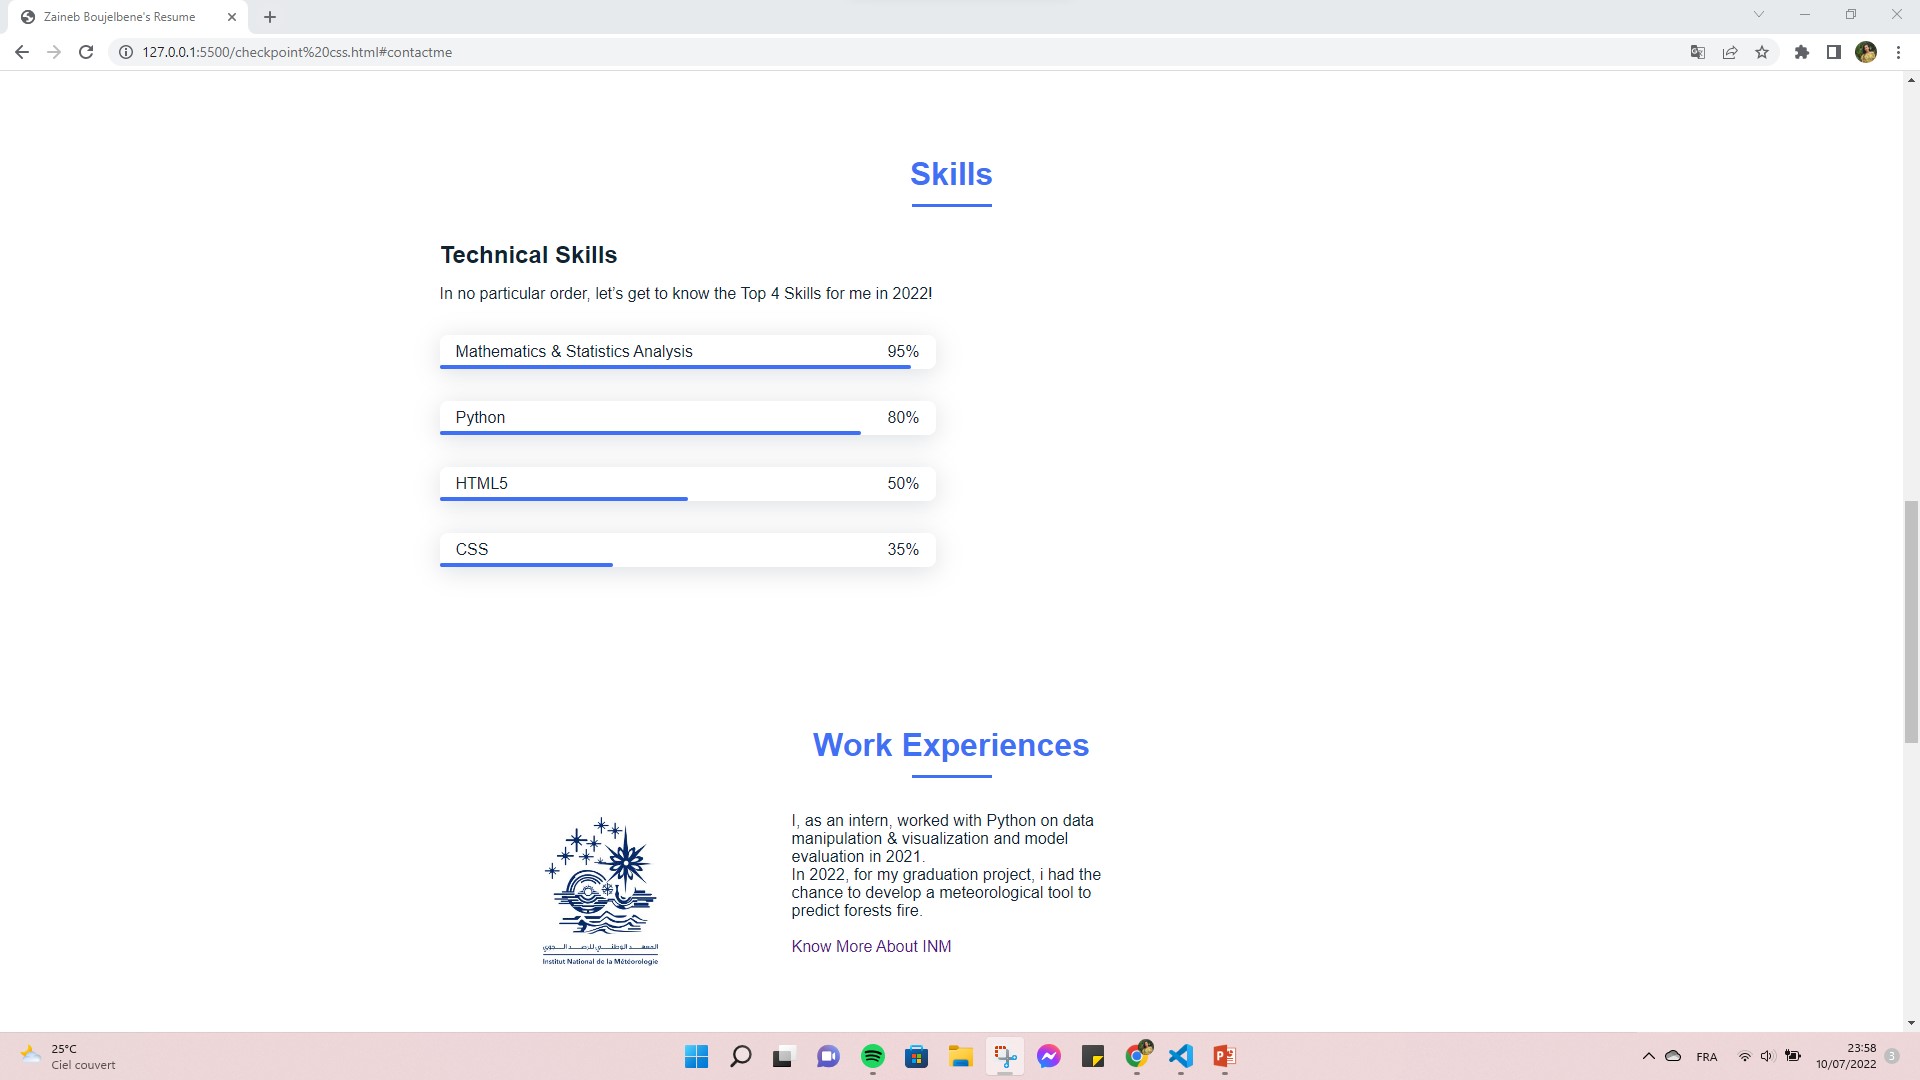 Zaineb Boujelbene's Resume
127.0.0.1:5500/checkpoint%20css.html#contactme
Skills
Technical Skills
In no particular order, let’s get to know the Top 4 Skills for me in 2022!
Mathematics & Statistics Analysis 95%
Python 80%
HTML5 50%
CSS 35%
Work Experiences
I, as an intern, worked with Python on data
manipulation & visualization and model
evaluation in 2021.
In 2022, for my graduation project, i had the
chance to develop a meteorological tool to
predict forests fire.
Know More About INM
المعهد الوطني للرصد الجوي
Institut National de la Météorologie
25°C
Ciel couvert
FRA
23:58
10/07/2022
3